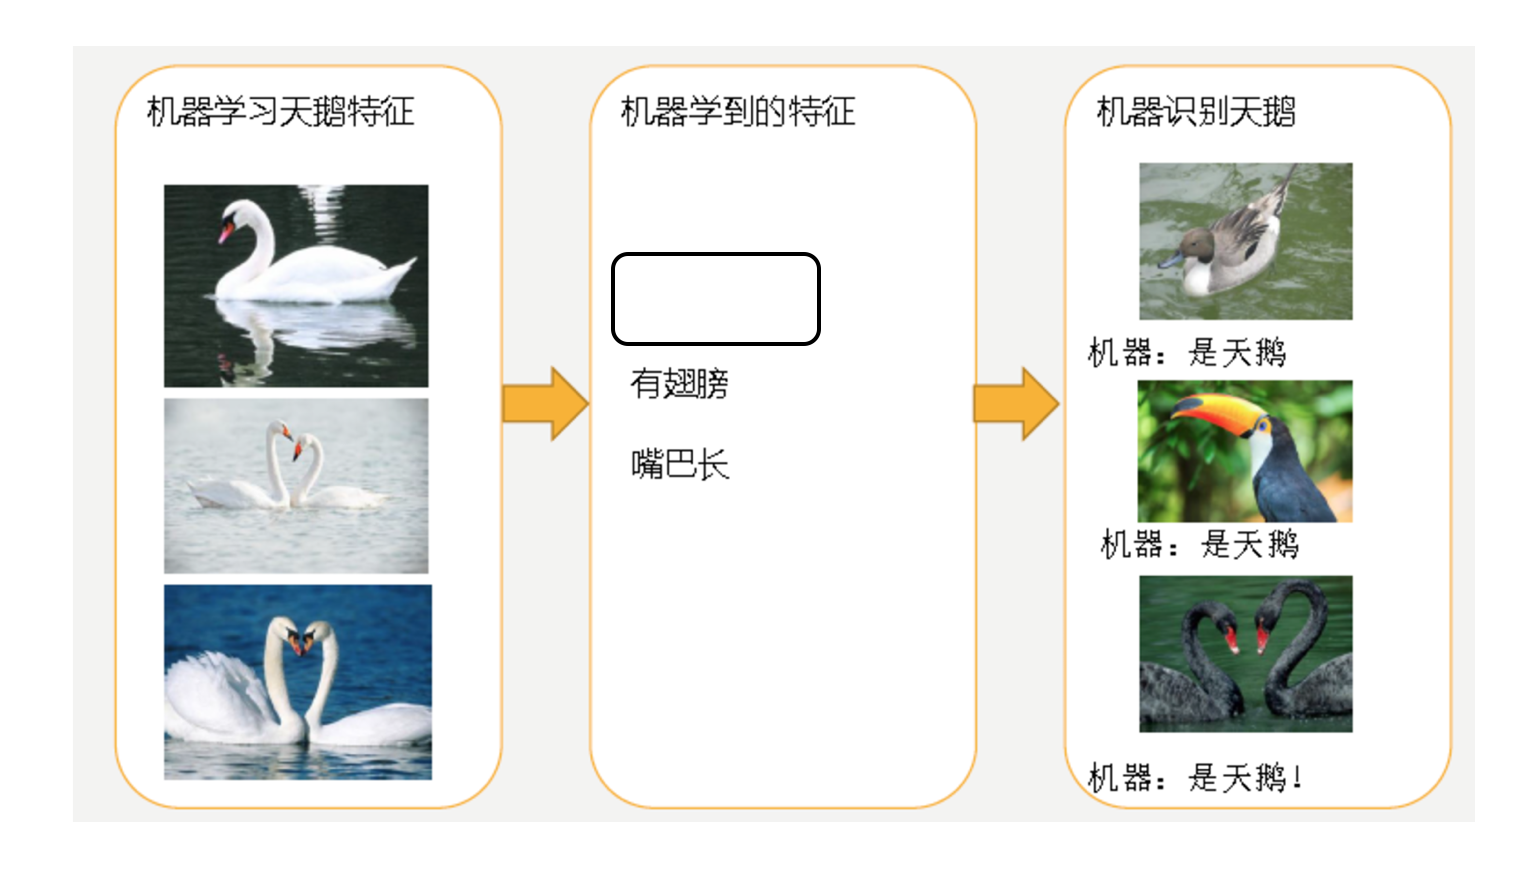 机器学习天鹅特征
机器学到的特征
有翅膀
嘴巴长
机器识别天鹅
机器：是天鹅
机器：是天鹅
机器：是天鹅！